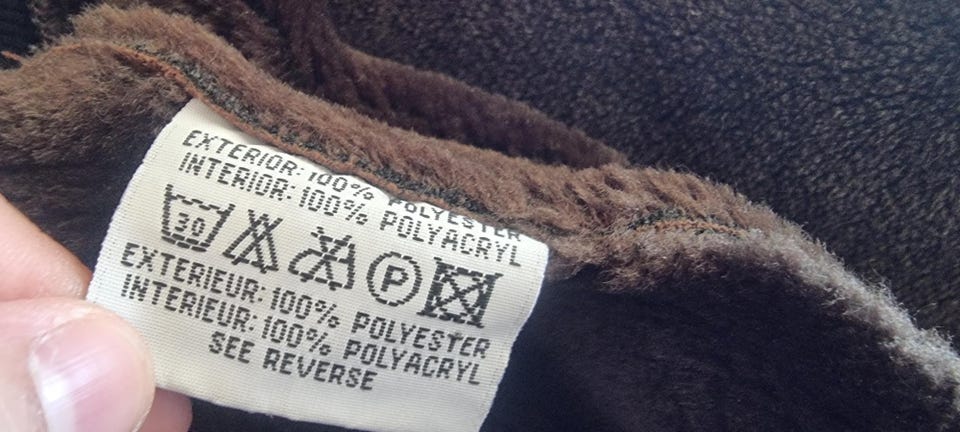 EXTERIOR: 100% POLYESTER
INTERIOR: 100% POLYACRYL
30 P
EXTERIEUR: 100% POLYESTER
INTERIEUR: 100% POLYACRYL
SEE REVERSE